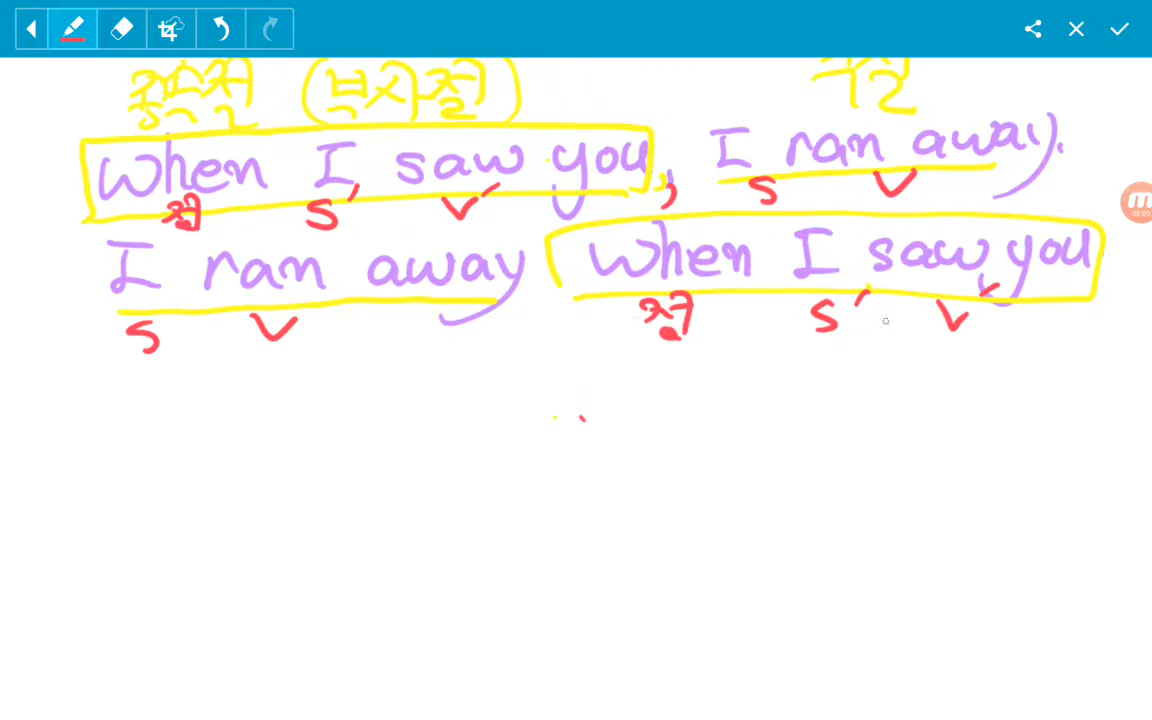 종속절 (부사절) 주절
When I saw you, I ran away.
접 S' V' S V
I ran away when I saw you
S V 접 S' V'